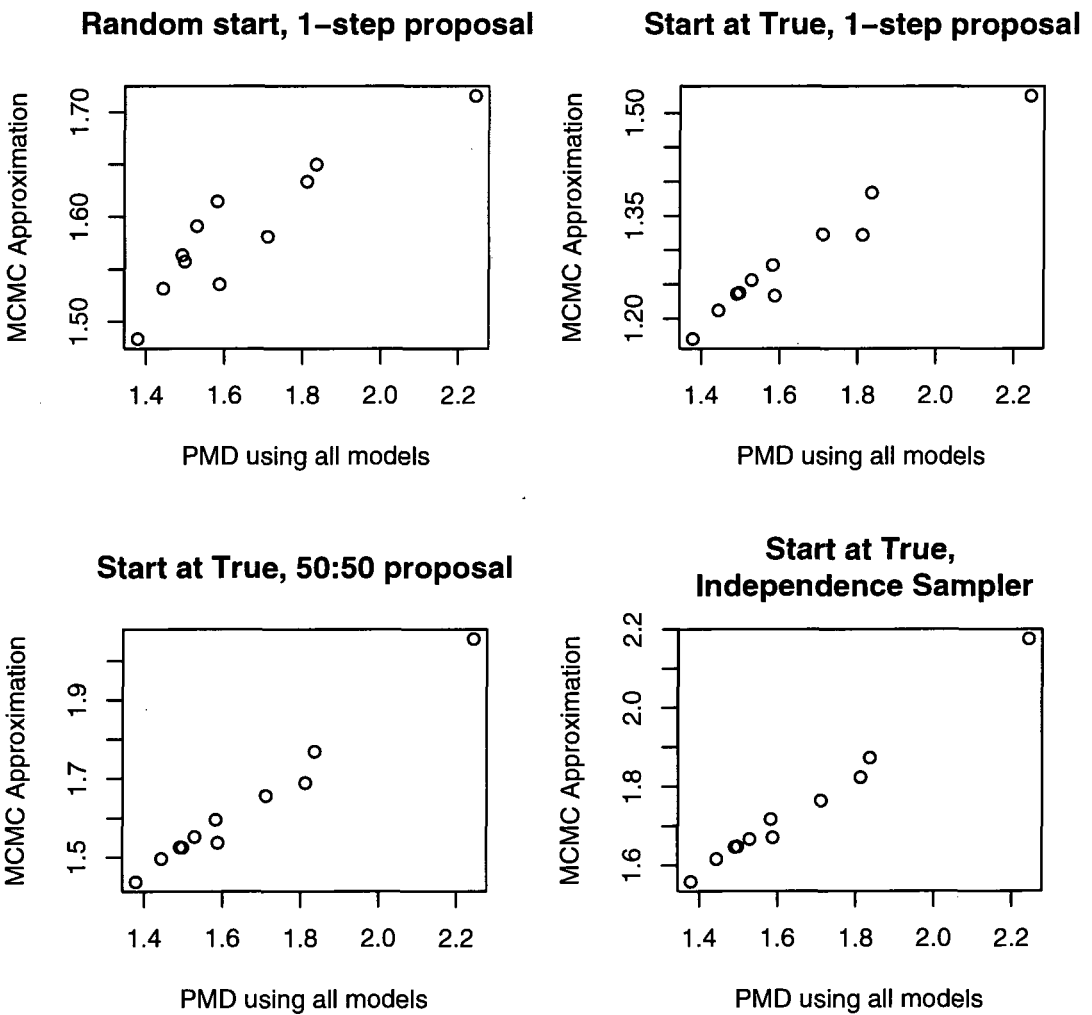 Random start, 1−step proposal
MCMC Approximation
1.70
1.60
1.50
1.4 1.6 1.8 2.0 2.2
PMD using all models
Start at True, 1−step proposal
MCMC Approximation
1.50
1.35
1.20
1.4 1.6 1.8 2.0 2.2
PMD using all models
Start at True, 50:50 proposal
MCMC Approximation
1.9
1.7
1.5
1.4 1.6 1.8 2.0 2.2
PMD using all models
Start at True,
Independence Sampler
MCMC Approximation
2.2
2.0
1.8
1.6
1.4 1.6 1.8 2.0 2.2
PMD using all models